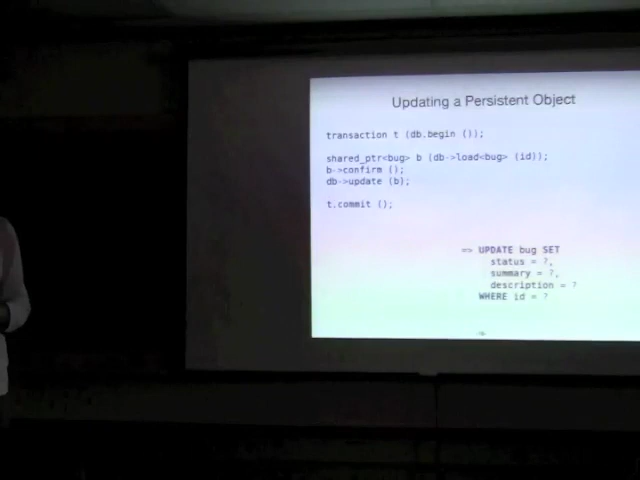 Updating a Persistent Object
transaction t (db.begin ());
shared_ptr<bug> b (db->load<bug> (id));
b->confirm ();
db->update (b);
t.commit ();
=> UPDATE bug SET
status = ?,
summary = ?,
description = ?
WHERE id = ?